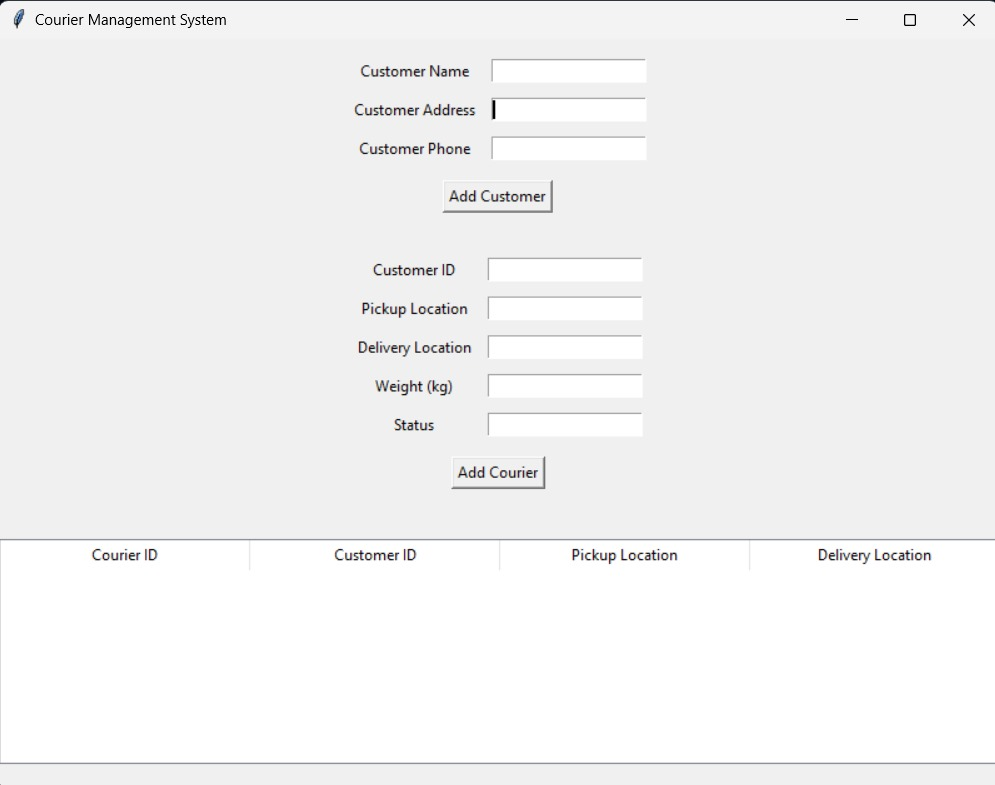 Courier Management System
Customer Name
Customer Address
Customer Phone
Add Customer
Customer ID
Pickup Location
Delivery Location
Weight (kg)
Status
Add Courier
Courier ID Customer ID Pickup Location Delivery Location